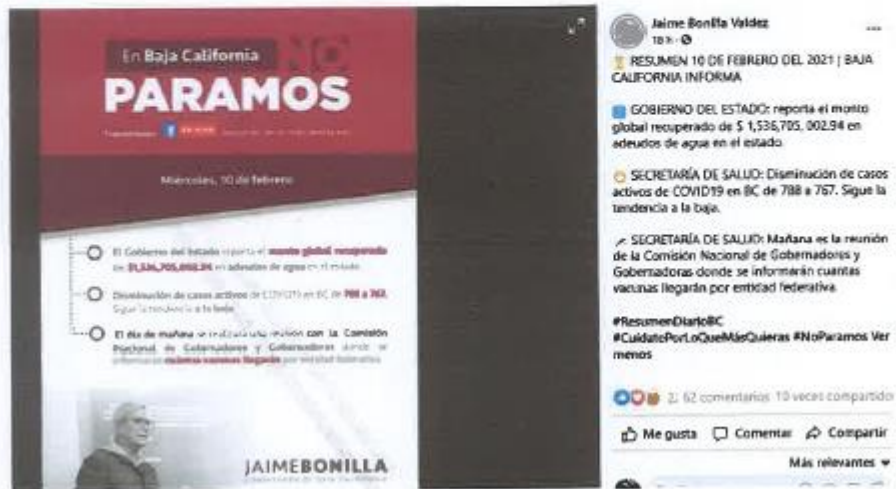 En Baja California NO
PARAMOS
Miércoles, 10 de febrero
El Gobierno del Estado reporta el monto global recuperado
de $1,536,705,002.94 en adeudos de agua en el estado.
Disminución de casos activos de COVID19 en BC de 788 a 767.
Sigue la tendencia a la baja.
El día de mañana se realizará una reunión con la Comisión
Nacional de Gobernadores y Gobernadoras donde se
informarán cuántas vacunas llegarán por entidad federativa.
JAIMEBONILLA
Jaime Bonilla Valdez
18 h
RESUMEN 10 DE FEBRERO DEL 2021 | BAJA
CALIFORNIA INFORMA
GOBIERNO DEL ESTADO: reporta el monto
global recuperado de $ 1,536,705, 002.94 en
adeudos de agua en el estado.
SECRETARÍA DE SALUD: Disminución de casos
activos de COVID19 en BC de 788 a 767. Sigue la
tendencia a la baja.
SECRETARÍA DE SALUD: Mañana es la reunión
de la Comisión Nacional de Gobernadores y
Gobernadoras donde se informarán cuantas
vacunas llegarán por entidad federativa.
#ResumenDiarioBC
#CuidatePorLoQueMásQuieras #NoParamos Ver
menos
62 comentarios 19 veces compartido
Me gusta Comentar Compartir
Más relevantes